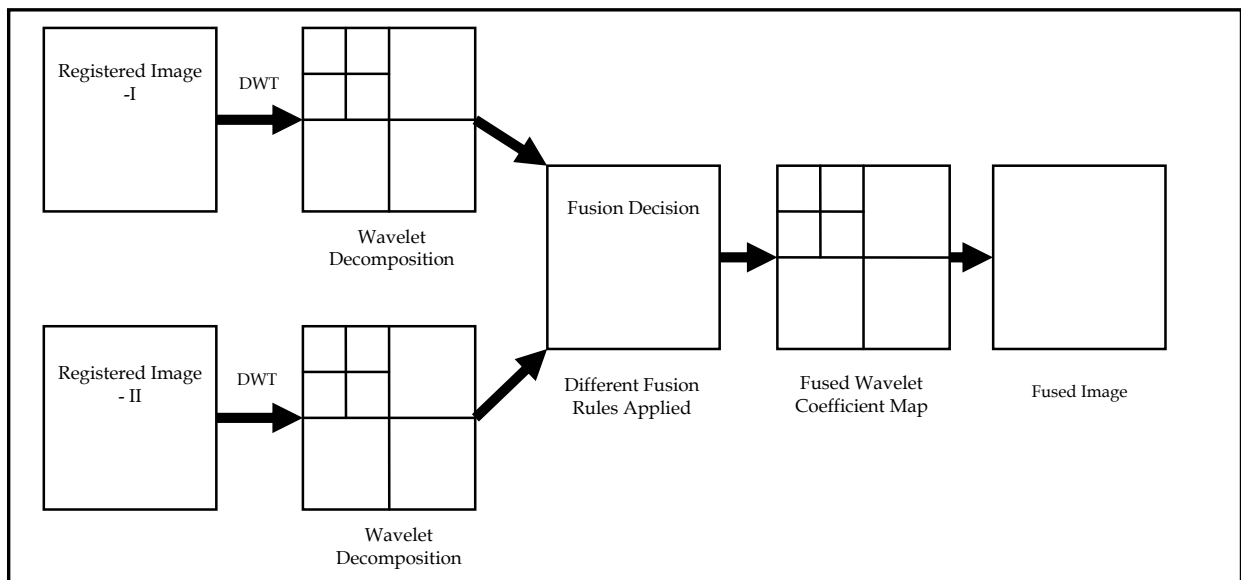 Registered Image
-I
DWT
Wavelet
Decomposition
Registered Image
- II
DWT
Wavelet
Decomposition
Fusion Decision
Different Fusion
Rules Applied
Fused Wavelet
Coefficient Map
Fused Image